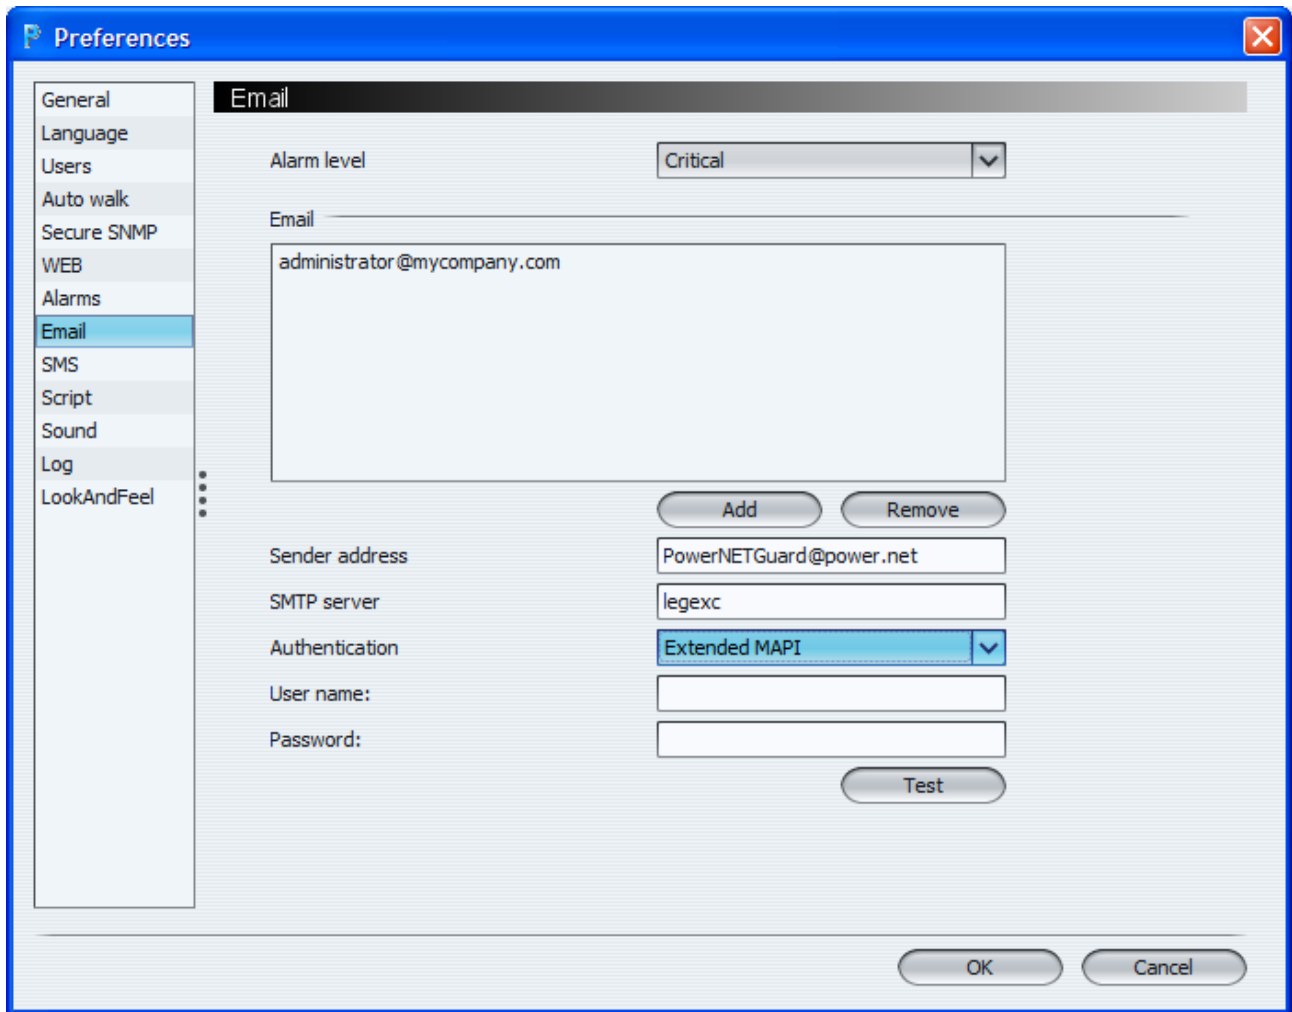 Preferences
General
Language
Users
Auto walk
Secure SNMP
WEB
Alarms
Email
SMS
Script
Sound
Log
LookAndFeel
Email
Alarm level Critical
Email
administrator@mycompany.com
Add Remove
Sender address PowerNETGuard@power.net
SMTP server legexc
Authentication Extended MAPI
User name:
Password:
Test
OK Cancel